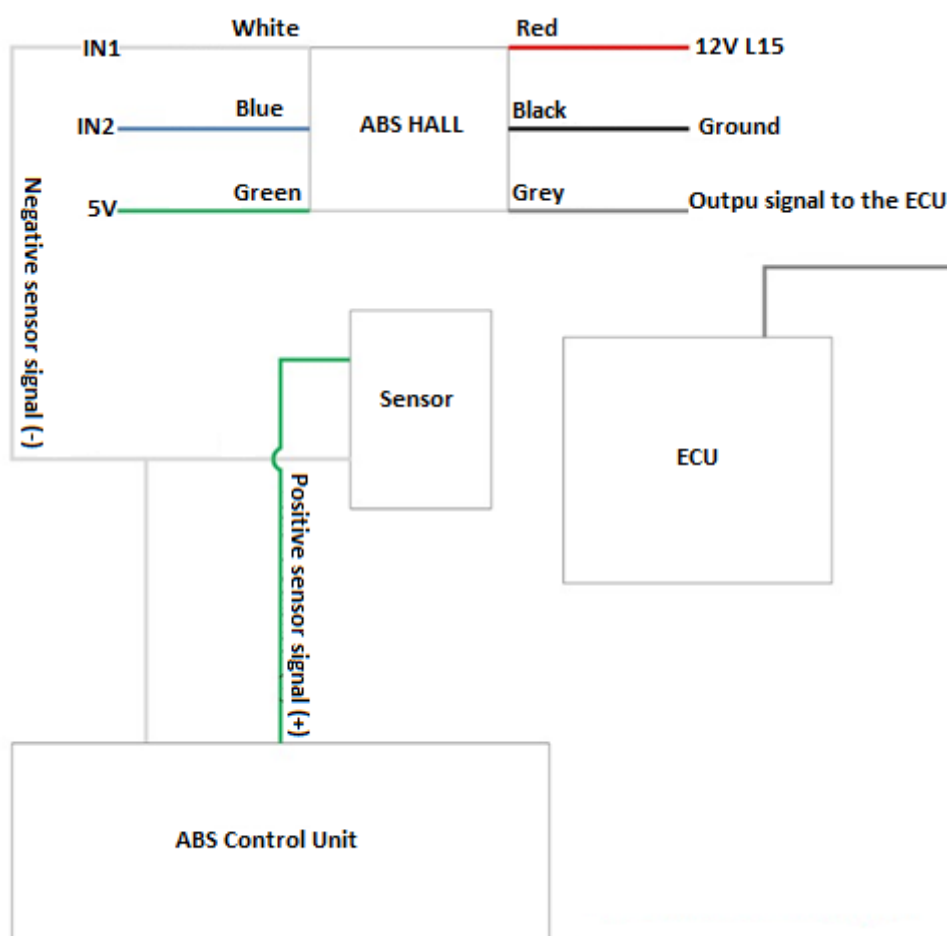 White
Red
IN1
12V L15
Blue
Black
IN2
ABS HALL
Ground
Green
Grey
5V
Outpu signal to the ECU
Negative sensor signal (-)
Sensor
ECU
Positive sensor signal (+)
ABS Control Unit